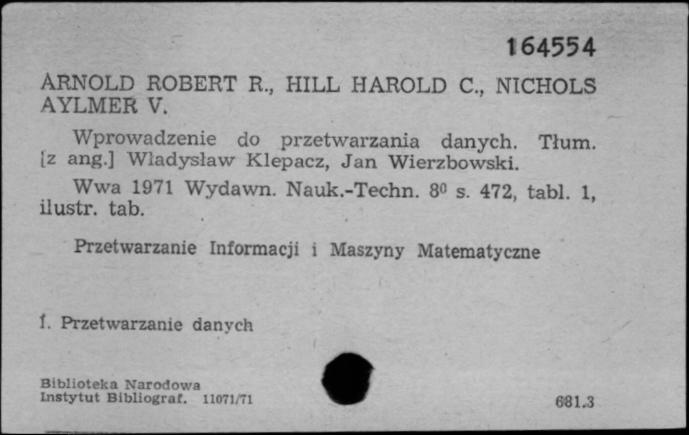 164554
ARNOLD ROBERT R., HILL HAROLD C., NICHOLS
AYLMER V.
Wprowadzenie do przetwarzania danych. Tłum.
[z ang.] Władysław Klepacz, Jan Wierzbowski.
Wwa 1971 Wydawn. Nauk.-Techn. 8⁰ s. 472, tabl. 1,
ilustr. tab.
Przetwarzanie Informacji i Maszyny Matematyczne
1. Przetwarzanie danych
Biblioteka Narodowa
Instytut Bibliograf. 11071/71
681.3